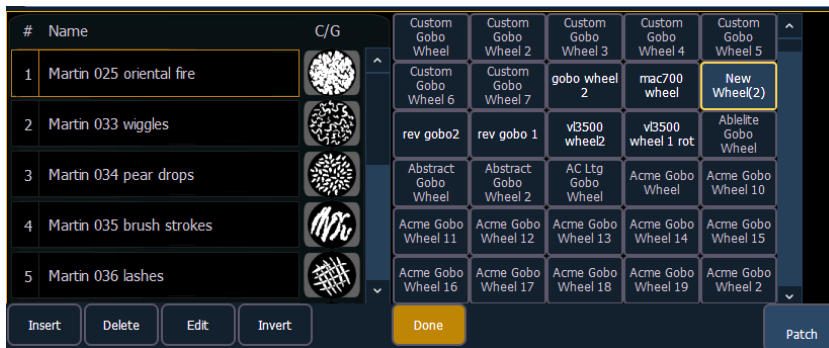 # Name C/G
1 Martin 025 oriental fire
2 Martin 033 wiggles
3 Martin 034 pear drops
4 Martin 035 brush strokes
5 Martin 036 lashes
Insert Delete Edit Invert
Custom
Gobo
Wheel
Custom
Gobo
Wheel 2
Custom
Gobo
Wheel 3
Custom
Gobo
Wheel 4
Custom
Gobo
Wheel 5
Custom
Gobo
Wheel 6
Custom
Gobo
Wheel 7
gobo wheel
2
mac700
wheel
New
Wheel(2)
rev gobo2
rev gobo 1
vl3500
wheel2
vl3500
wheel 1 rot
Ablelite
Gobo
Wheel
Abstract
Gobo
Wheel
Abstract
Gobo
Wheel 2
AC Ltg
Gobo
Wheel
Acme Gobo
Wheel
Acme Gobo
Wheel 10
Acme Gobo
Wheel 11
Acme Gobo
Wheel 12
Acme Gobo
Wheel 13
Acme Gobo
Wheel 14
Acme Gobo
Wheel 15
Acme Gobo
Wheel 16
Acme Gobo
Wheel 17
Acme Gobo
Wheel 18
Acme Gobo
Wheel 19
Acme Gobo
Wheel 2
Done
Patch